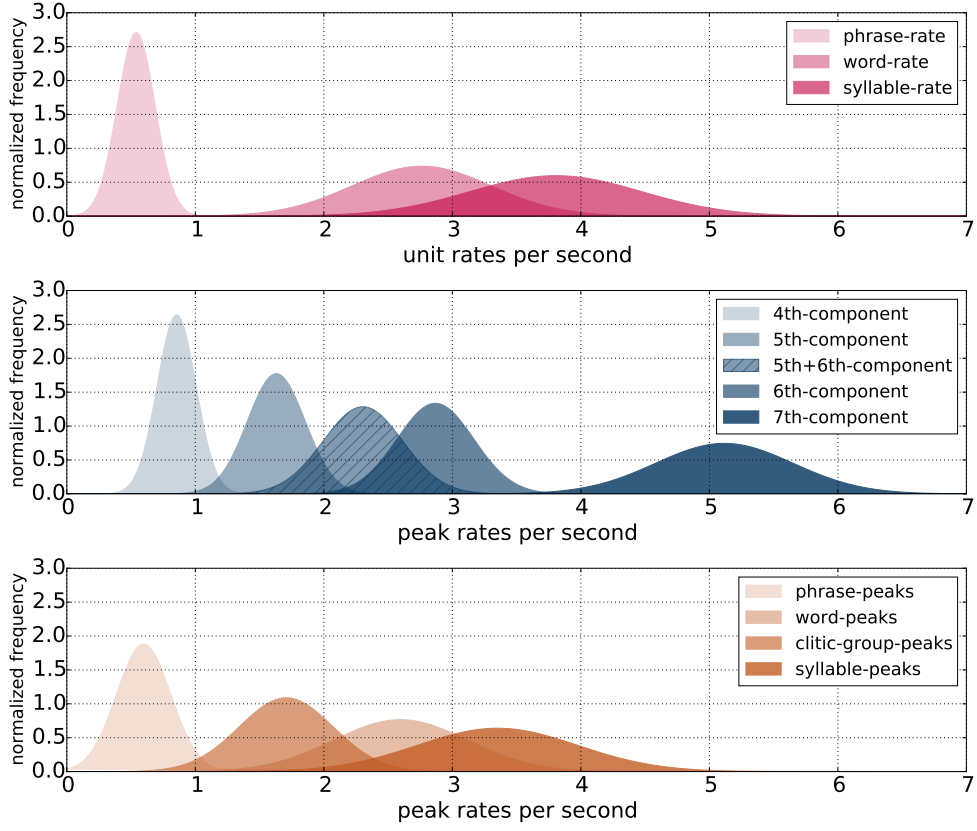 normalized frequency
3.0
2.5
2.0
1.5
1.0
0.5
0.0
phrase-rate
word-rate
syllable-rate
0 1 2 3 4 5 6 7
unit rates per second
normalized frequency
3.0
2.5
2.0
1.5
1.0
0.5
0.0
4th-component
5th-component
5th+6th-component
6th-component
7th-component
0 1 2 3 4 5 6 7
peak rates per second
normalized frequency
3.0
2.5
2.0
1.5
1.0
0.5
0.0
phrase-peaks
word-peaks
clitic-group-peaks
syllable-peaks
0 1 2 3 4 5 6 7
peak rates per second